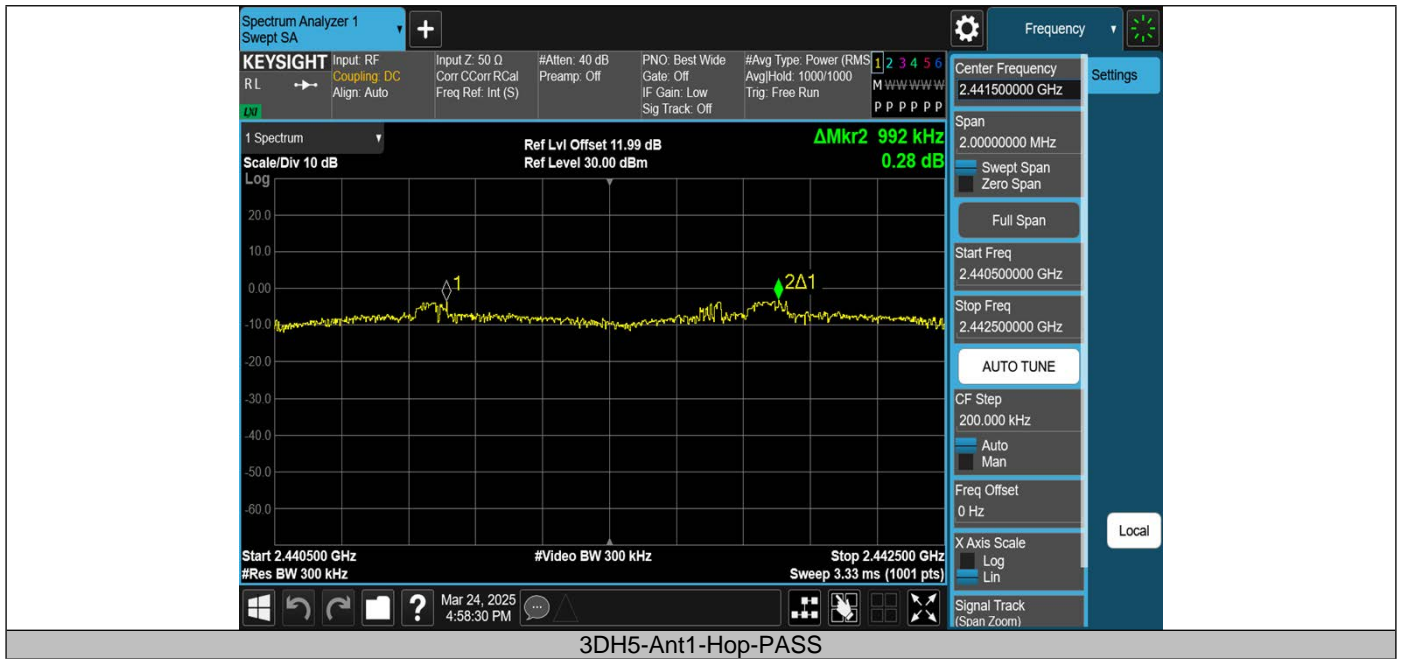 Spectrum Analyzer 1
Swept SA
+
Frequency
KEYSIGHT
R L
LXI
Input: RF
Coupling: DC
Align: Auto
Input Z: 50 Ω
Corr CCorr RCal
Freq Ref: Int (S)
#Atten: 40 dB
Preamp: Off
PNO: Best Wide
Gate: Off
IF Gain: Low
Sig Track: Off
#Avg Type: Power (RMS
Avg|Hold: 1000/1000
Trig: Free Run
1 2 3 4 5 6
M W W W W W
P P P P P P
1 Spectrum
Scale/Div 10 dB
Log
Ref Lvl Offset 11.99 dB
Ref Level 30.00 dBm
ΔMkr2 992 kHz
0.28 dB
20.0
10.0
0.00
-10.0
-20.0
-30.0
-40.0
-50.0
-60.0
1
2Δ1
Start 2.440500 GHz
#Res BW 300 kHz
#Video BW 300 kHz
Stop 2.442500 GHz
Sweep 3.33 ms (1001 pts)
Center Frequency
2.441500000 GHz
Settings
Span
2.00000000 MHz
Swept Span
Zero Span
Full Span
Start Freq
2.440500000 GHz
Stop Freq
2.442500000 GHz
AUTO TUNE
CF Step
200.000 kHz
Auto
Man
Freq Offset
0 Hz
Local
X Axis Scale
Log
Lin
Signal Track
(Span Zoom)
?
Mar 24, 2025
4:58:30 PM
3DH5-Ant1-Hop-PASS